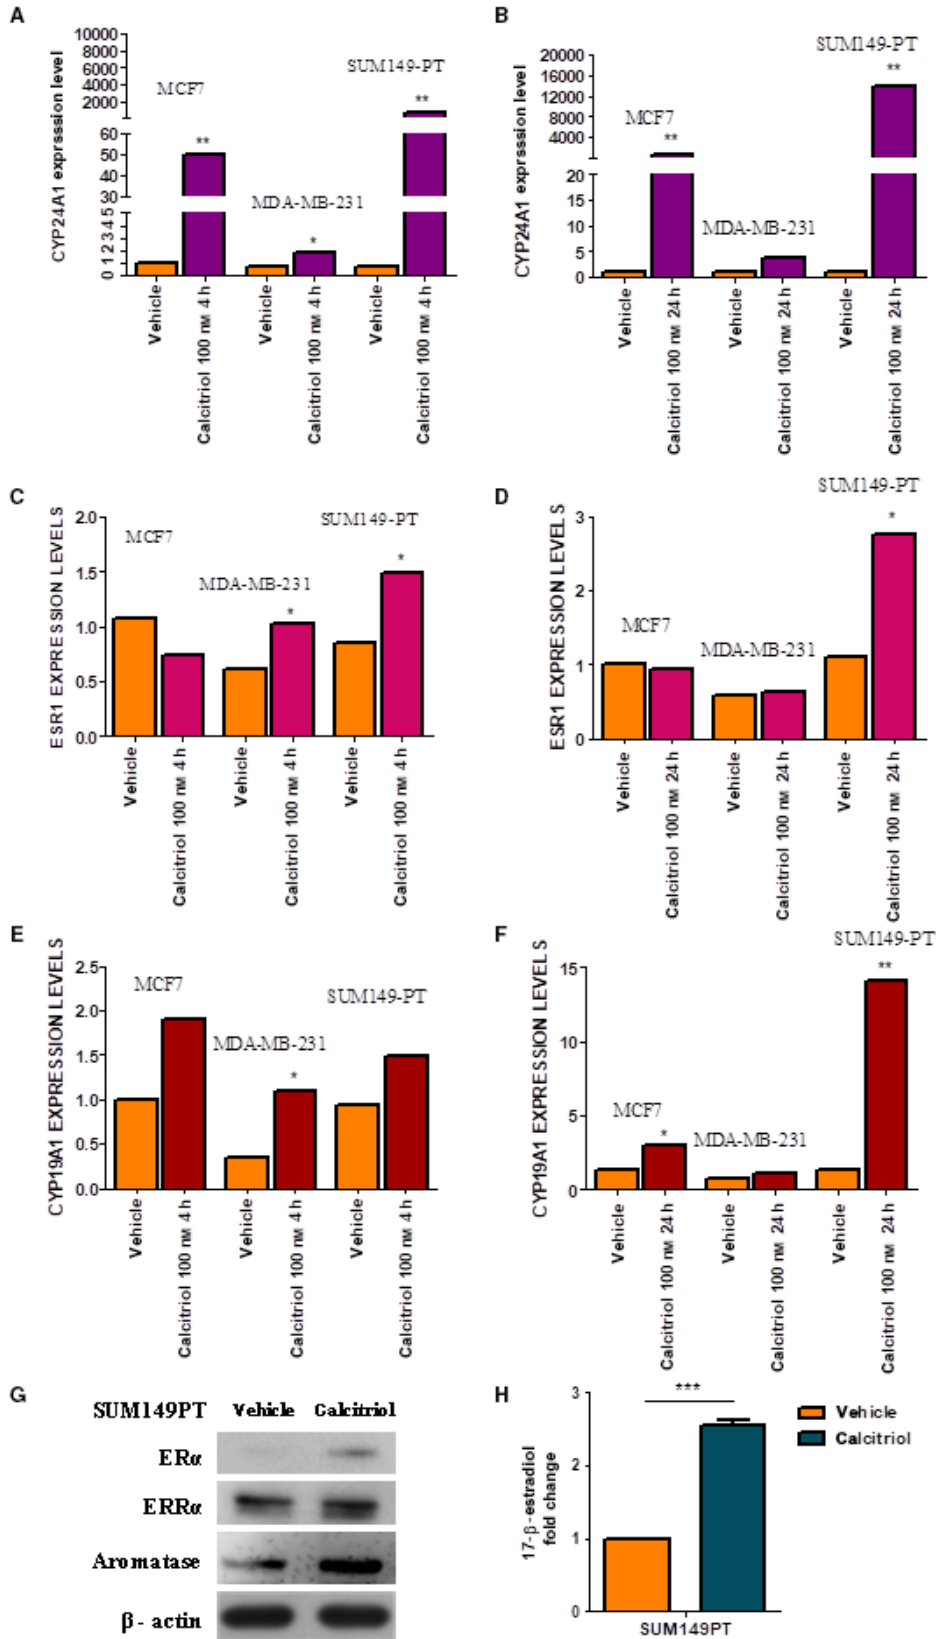 A
CYP24A1 exprsssion level
10000
8000
6000
4000
2000
60
50
40
30
5
4
3
2
1
0
MCF7
**
MDA-MB-231
*
SUM149-PT
**
Vehicle
Calcitriol 100 nM 4 h
Vehicle
Calcitriol 100 nM 4 h
Vehicle
Calcitriol 100 nM 4 h
B
CYP24A1 expression level
20000
16000
12000
8000
4000
20
15
10
5
0
MCF7
**
MDA-MB-231
SUM149-PT
**
Vehicle
Calcitriol 100 nM 24 h
Vehicle
Calcitriol 100 nM 24 h
Vehicle
Calcitriol 100 nM 24 h
C
ESR1 EXPRESSION LEVELS
2.0
1.5
1.0
0.5
0.0
MCF7
MDA-MB-231
*
SUM149-PT
*
Vehicle
Calcitriol 100 nM 4 h
Vehicle
Calcitriol 100 nM 4 h
Vehicle
Calcitriol 100 nM 4 h
D
ESR1 EXPRESSION LEVELS
3
2
1
0
MCF7
MDA-MB-231
SUM149-PT
*
Vehicle
Calcitriol 100 nM 24 h
Vehicle
Calcitriol 100 nM 24 h
Vehicle
Calcitriol 100 nM 24 h
E
CYP19A1 EXPRESSION LEVELS
2.5
2.0
1.5
1.0
0.5
0.0
MCF7
MDA-MB-231
*
SUM149-PT
Vehicle
Calcitriol 100 nM 4 h
Vehicle
Calcitriol 100 nM 4 h
Vehicle
Calcitriol 100 nM 4 h
F
CYP19A1 EXPRESSION LEVELS
15
10
5
0
MCF7
*
MDA-MB-231
SUM149-PT
**
Vehicle
Calcitriol 100 nM 24 h
Vehicle
Calcitriol 100 nM 24 h
Vehicle
Calcitriol 100 nM 24 h
G
SUM149PT Vehicle Calcitriol
ERα
ERRα
Aromatase
β- actin
H
17-β-estradiol
fold change
3
2
1
0
***
SUM149PT
Vehicle
Calcitriol